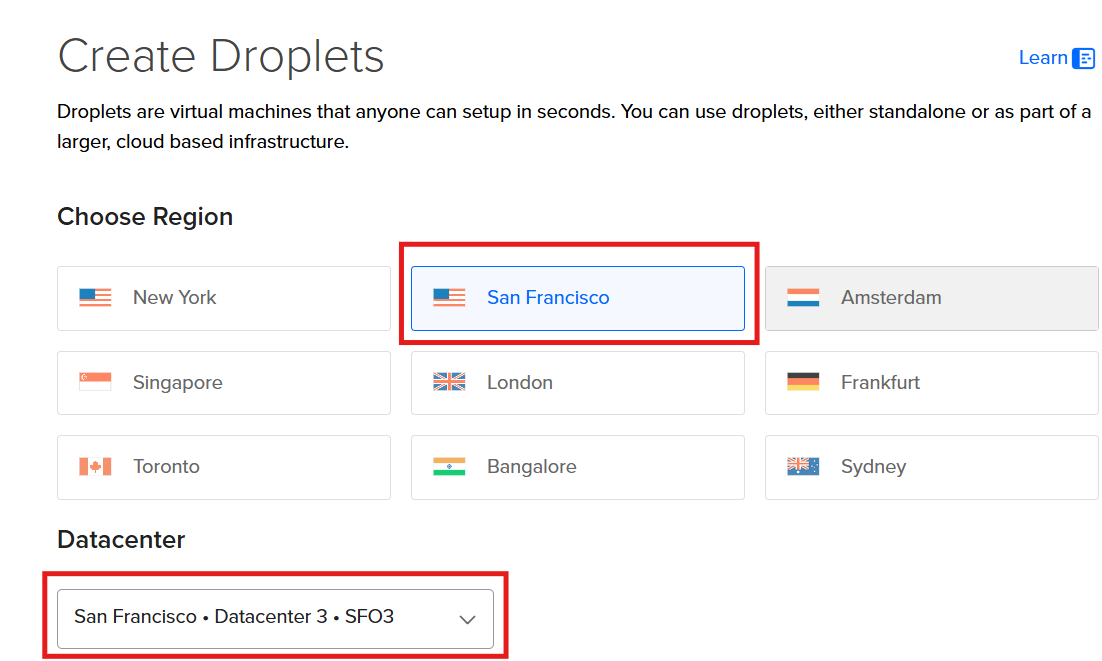 Create Droplets
Learn
Droplets are virtual machines that anyone can setup in seconds. You can use droplets, either standalone or as part of a
larger, cloud based infrastructure.
Choose Region
New York
San Francisco
Amsterdam
Singapore
London
Frankfurt
Toronto
Bangalore
Sydney
Datacenter
San Francisco • Datacenter 3 • SFO3